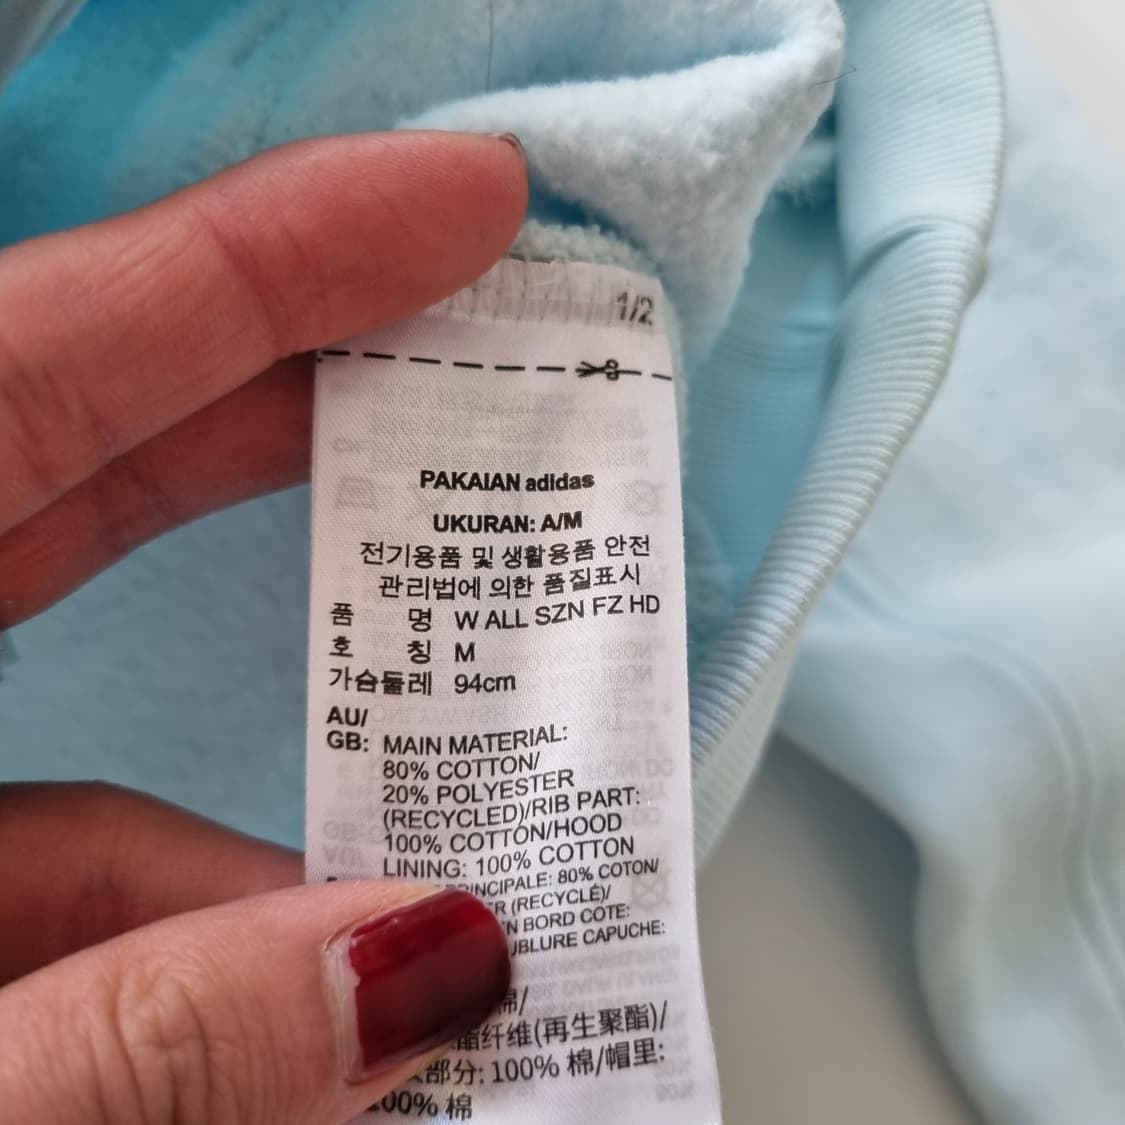 1/2
PAKAIAN adidas
UKURAN: A/M
전기용품 및 생활용품 안전
관리법에 의한 품질표시
품 명 W ALL SZN FZ HD
호 칭 M
가슴둘레 94cm
AU/
GB: MAIN MATERIAL:
80% COTTON/
20% POLYESTER
(RECYCLED)/RIB PART:
100% COTTON/HOOD
LINING: 100% COTTON
80% COTON/
(RECYCLÉ)/
BORD COTE:
CAPUCHE:
棉/
纤维(再生聚酯)/
部分: 100% 棉/帽里:
100% 棉